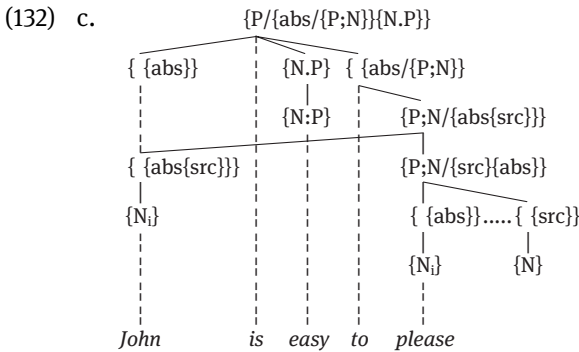 (132) c. {P/{abs/{P;N}}{N.P}}
{ {abs}} {N.P} { {abs/{P;N}}
{N:P} {P;N/{abs{src}}}
{ {abs{src}}} {P;N/{src}{abs}}
{Nᵢ} { {abs}}.....{ {src}}
{Nᵢ} {N}
John is easy to please